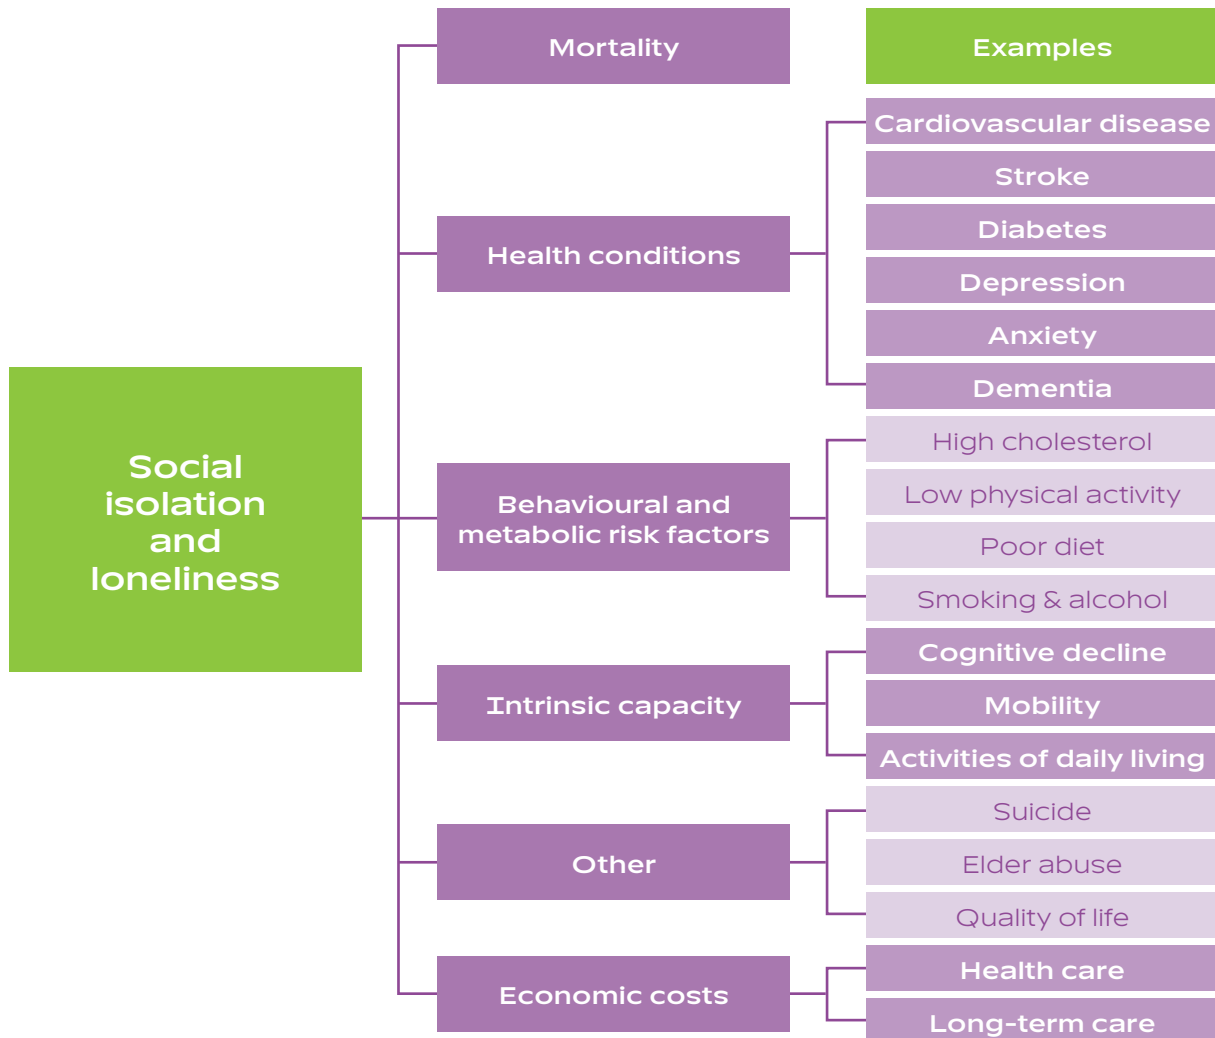 Social
isolation
and
loneliness
Mortality
Examples
Health conditions
Cardiovascular disease
Stroke
Diabetes
Depression
Anxiety
Dementia
Behavioural and
metabolic risk factors
High cholesterol
Low physical activity
Poor diet
Smoking & alcohol
Intrinsic capacity
Cognitive decline
Mobility
Activities of daily living
Other
Suicide
Elder abuse
Quality of life
Economic costs
Health care
Long-term care